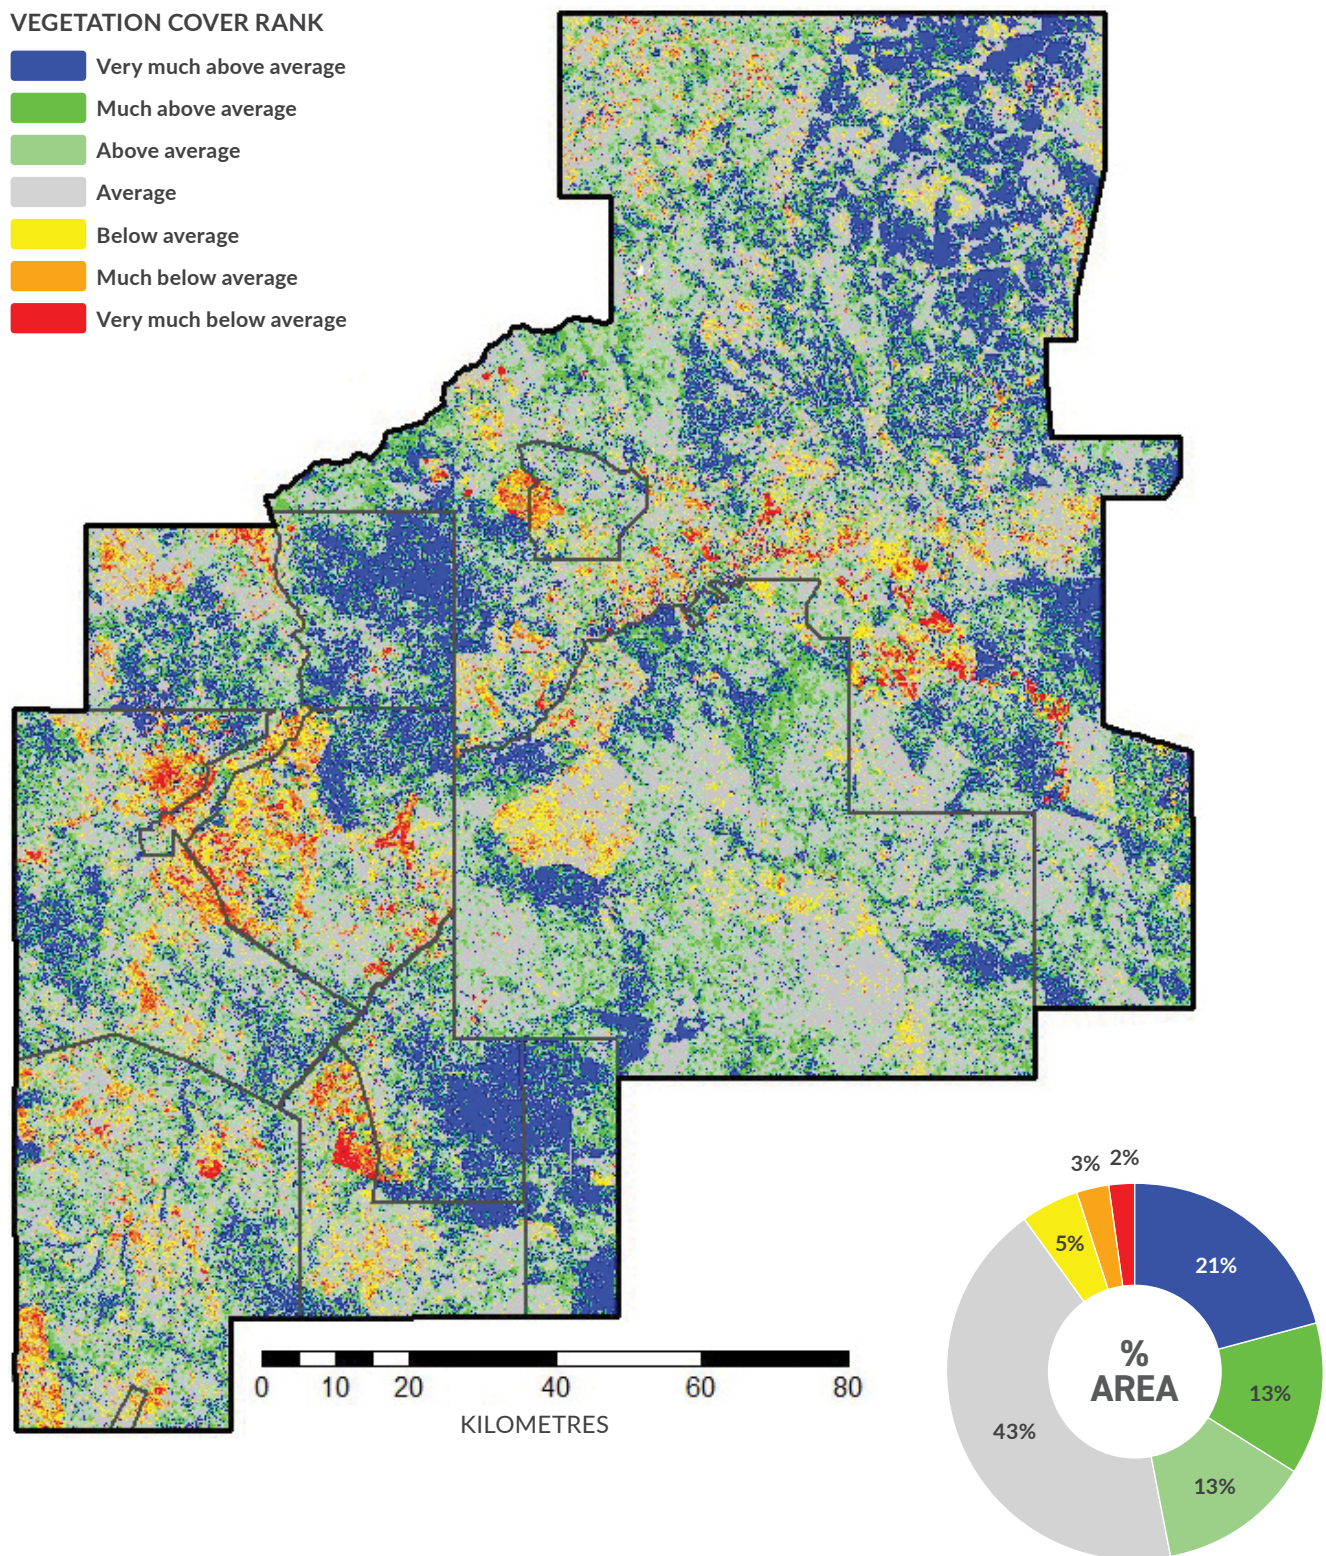 VEGETATION COVER RANK
Very much above average
Much above average
Above average
Average
Below average
Much below average
Very much below average
0 10 20 40 60 80
KILOMETRES
3% 2%
5%
21%
13%
13%
43%
%
AREA